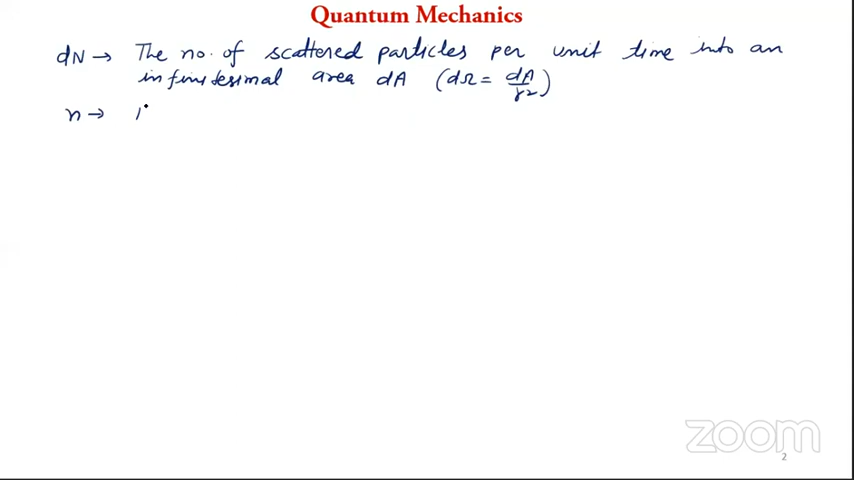 Quantum Mechanics
dN → The no. of scattered particles per unit time into an
infinitesimal area dA (dΩ = dA/r²)
n →
zoom
2